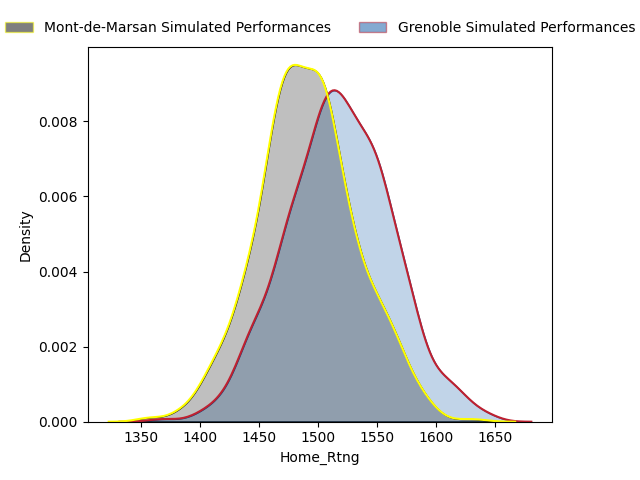 Mont-de-Marsan Simulated Performances Grenoble Simulated Performances
0.008
0.006
0.004
0.002
0.000
Density
1350 1400 1450 1500 1550 1600 1650
Home_Rtng